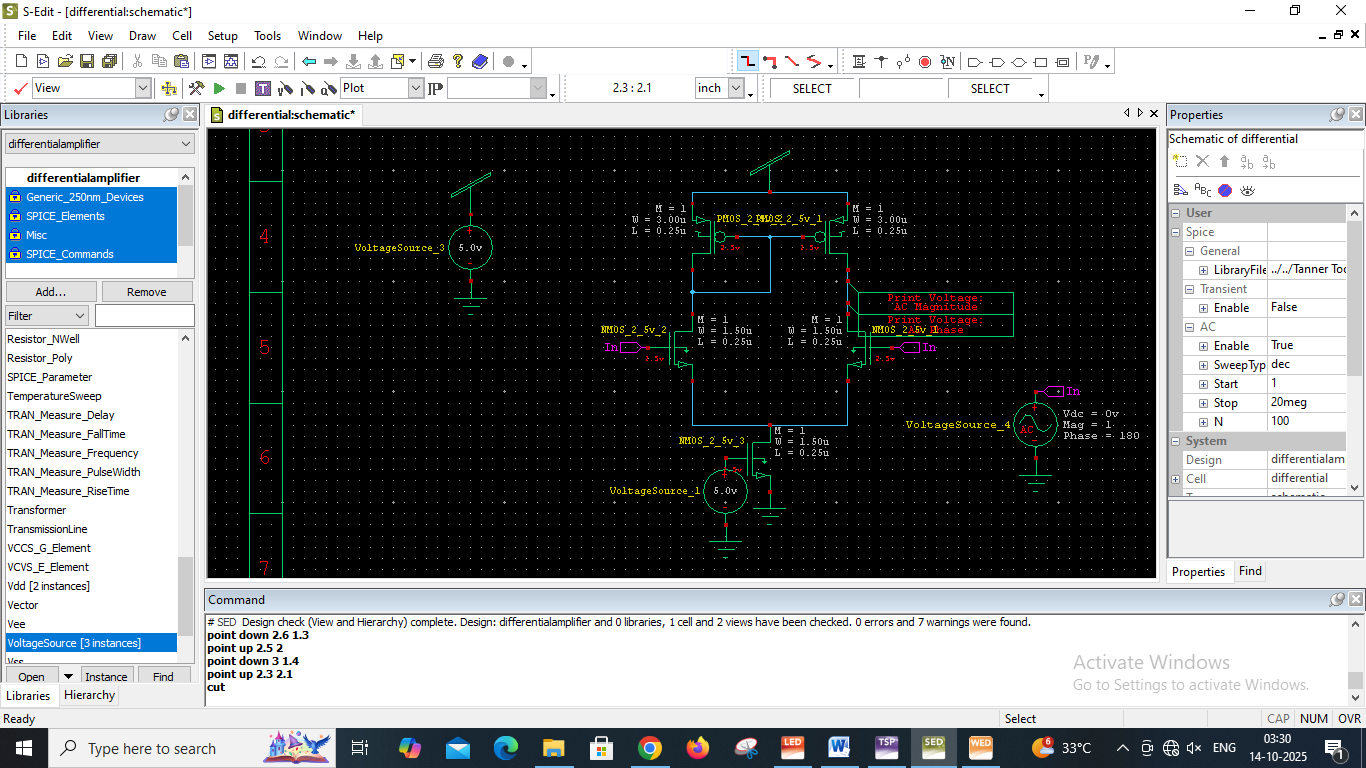 S-Edit - [differential:schematic*]
File Edit View Draw Cell Setup Tools Window Help
View Plot 2.3 : 2.1 inch SELECT SELECT
Libraries
differentialamplifier
differentialamplifier
Generic_250nm_Devices
SPICE_Elements
Misc
SPICE_Commands
Add... Remove
Filter
Resistor_NWell
Resistor_Poly
SPICE_Parameter
TemperatureSweep
TRAN_Measure_Delay
TRAN_Measure_FallTime
TRAN_Measure_Frequency
TRAN_Measure_PulseWidth
TRAN_Measure_RiseTime
Transformer
TransmissionLine
VCCS_G_Element
VCVS_E_Element
Vdd [2 instances]
Vector
Vee
VoltageSource [3 instances]
Vss
Open Instance Find
Libraries Hierarchy
differential:schematic*
4
5
6
7
VoltageSource_3 5.0v
M = 1
W = 3.00u
L = 0.25u
2.5v
2.5v
M = 1
W = 3.00u
L = 0.25u
Print Voltage:
AC Magnitude
Print Voltage:
NMOS_2_5v_2
M = 1
W = 1.50u
L = 0.25u
In
2.5v
M = 1
W = 1.50u
L = 0.25u
2.5v
In
NMOS_2_5v_3
M = 1
W = 1.50u
L = 0.25u
VoltageSource_1 5.0v
In
VoltageSource_4 AC
Vdc = 0v
Mag = 1
Phase = 180
Properties
Schematic of differential
User
Spice
General
LibraryFile ../../Tanner Too
Transient
Enable False
AC
Enable True
SweepTyp dec
Start 1
Stop 20meg
N 100
System
Design differentialam
Cell differential
Properties Find
Command
# SED Design check (View and Hierarchy) complete. Design: differentialamplifier and 0 libraries, 1 cell and 2 views have been checked. 0 errors and 7 warnings were found.
point down 2.6 1.3
point up 2.5 2
point down 3 1.4
point up 2.3 2.1
cut
Activate Windows
Go to Settings to activate Windows.
Ready Select CAP NUM OVR
Type here to search
LED TSP SED WED
6 33°C ENG
03:30
14-10-2025
1